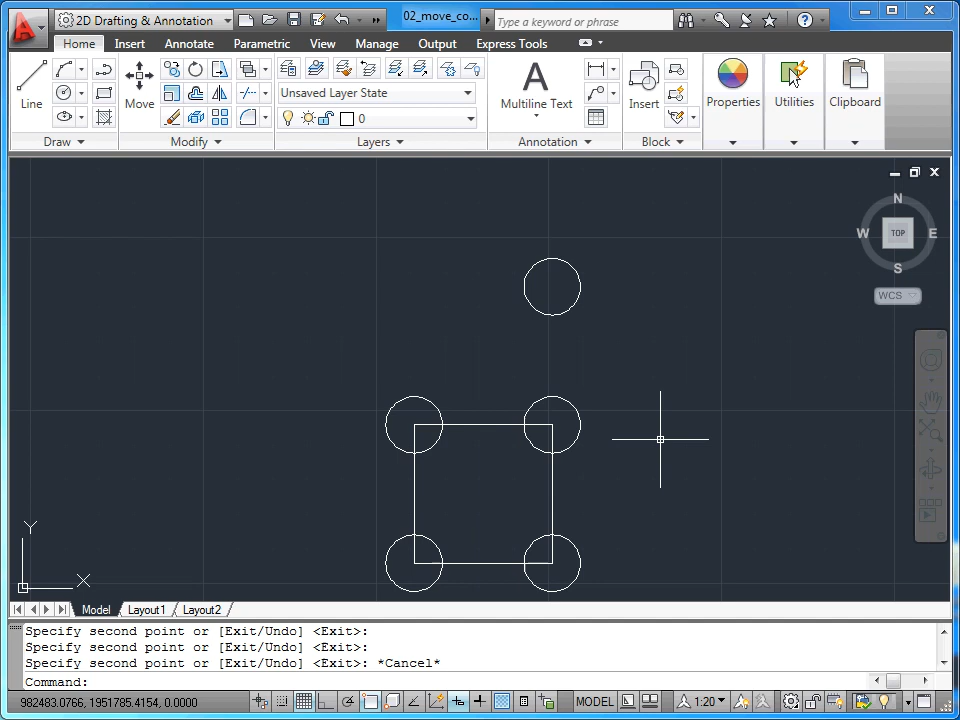 2D Drafting & Annotation
02_move_co...
Type a keyword or phrase
Home Insert Annotate Parametric View Manage Output Express Tools
Line
Move
Unsaved Layer State
0
Multiline Text
Insert
Properties
Utilities
Clipboard
Draw
Modify
Layers
Annotation
Block
N
W
TOP
E
S
WCS
Y
X
Model Layout1 Layout2
Specify second point or [Exit/Undo] <Exit>:
Specify second point or [Exit/Undo] <Exit>:
Specify second point or [Exit/Undo] <Exit>: *Cancel*
Command:
982483.0766, 1951785.4154, 0.0000
MODEL
1:20